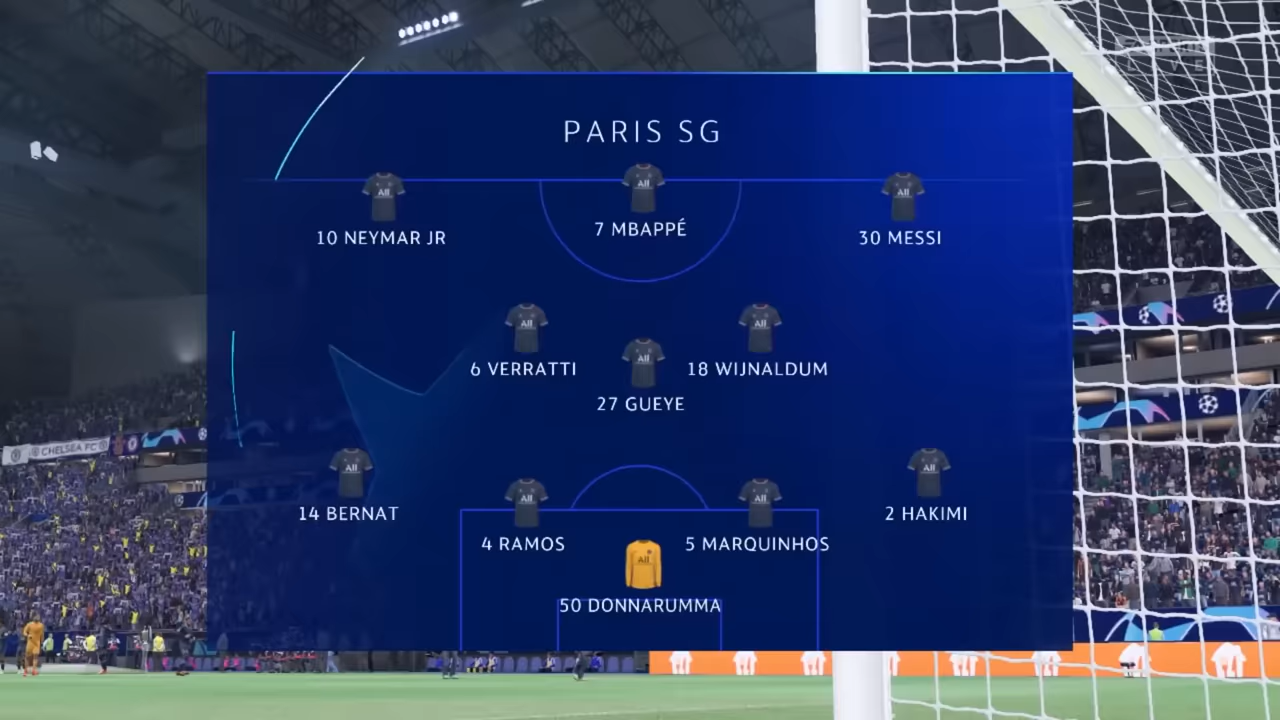 PARIS SG
10 NEYMAR JR
7 MBAPPÉ
30 MESSI
6 VERRATTI
18 WIJNALDUM
27 GUEYE
14 BERNAT
2 HAKIMI
4 RAMOS
5 MARQUINHOS
50 DONNARUMMA
CHELSEA FC